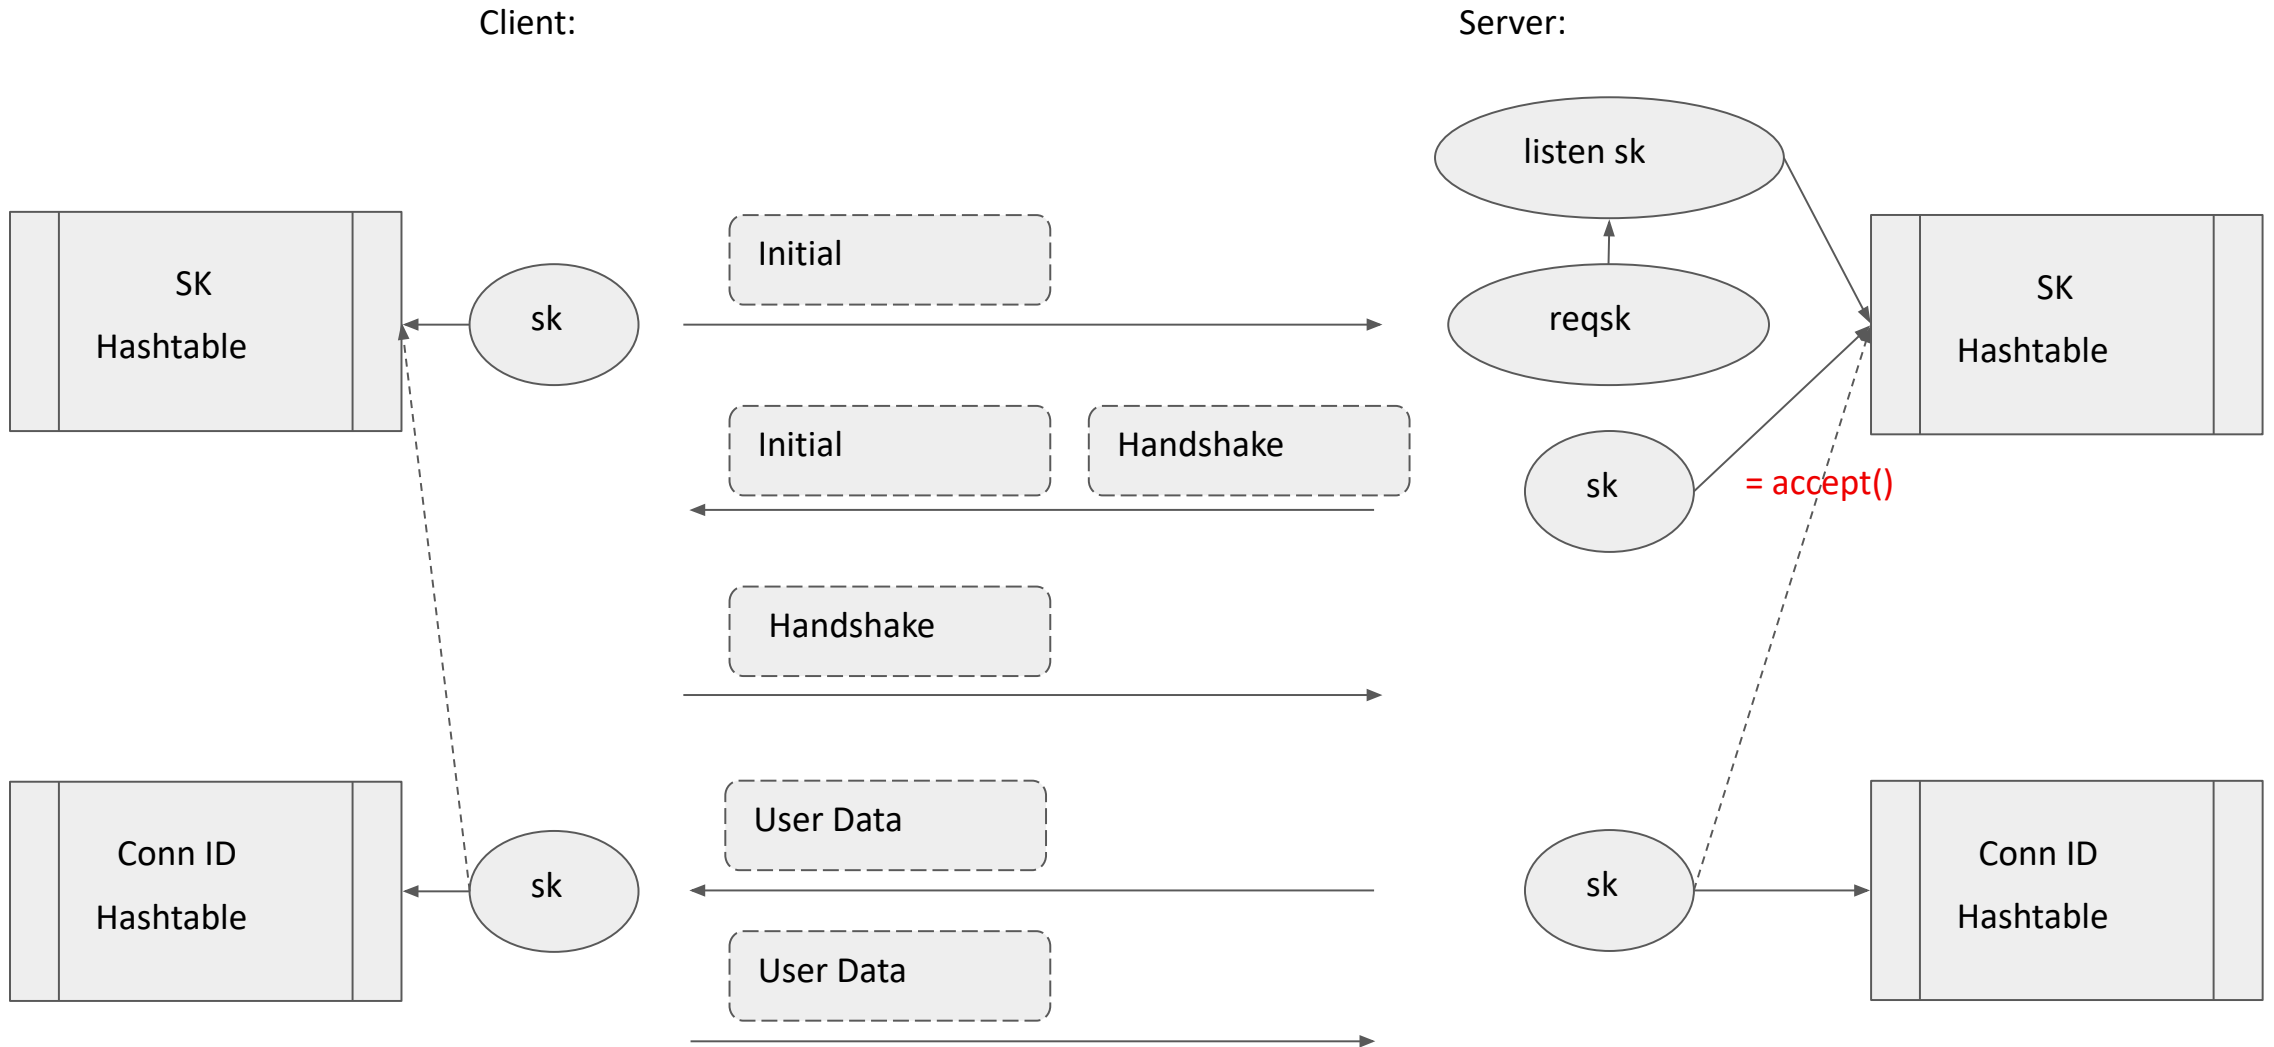 Client:
Server:
listen sk
Initial
SK
Hashtable
sk
reqsk
SK
Hashtable
Initial
Handshake
sk
= accept()
Handshake
User Data
Conn ID
Hashtable
sk
sk
Conn ID
Hashtable
User Data